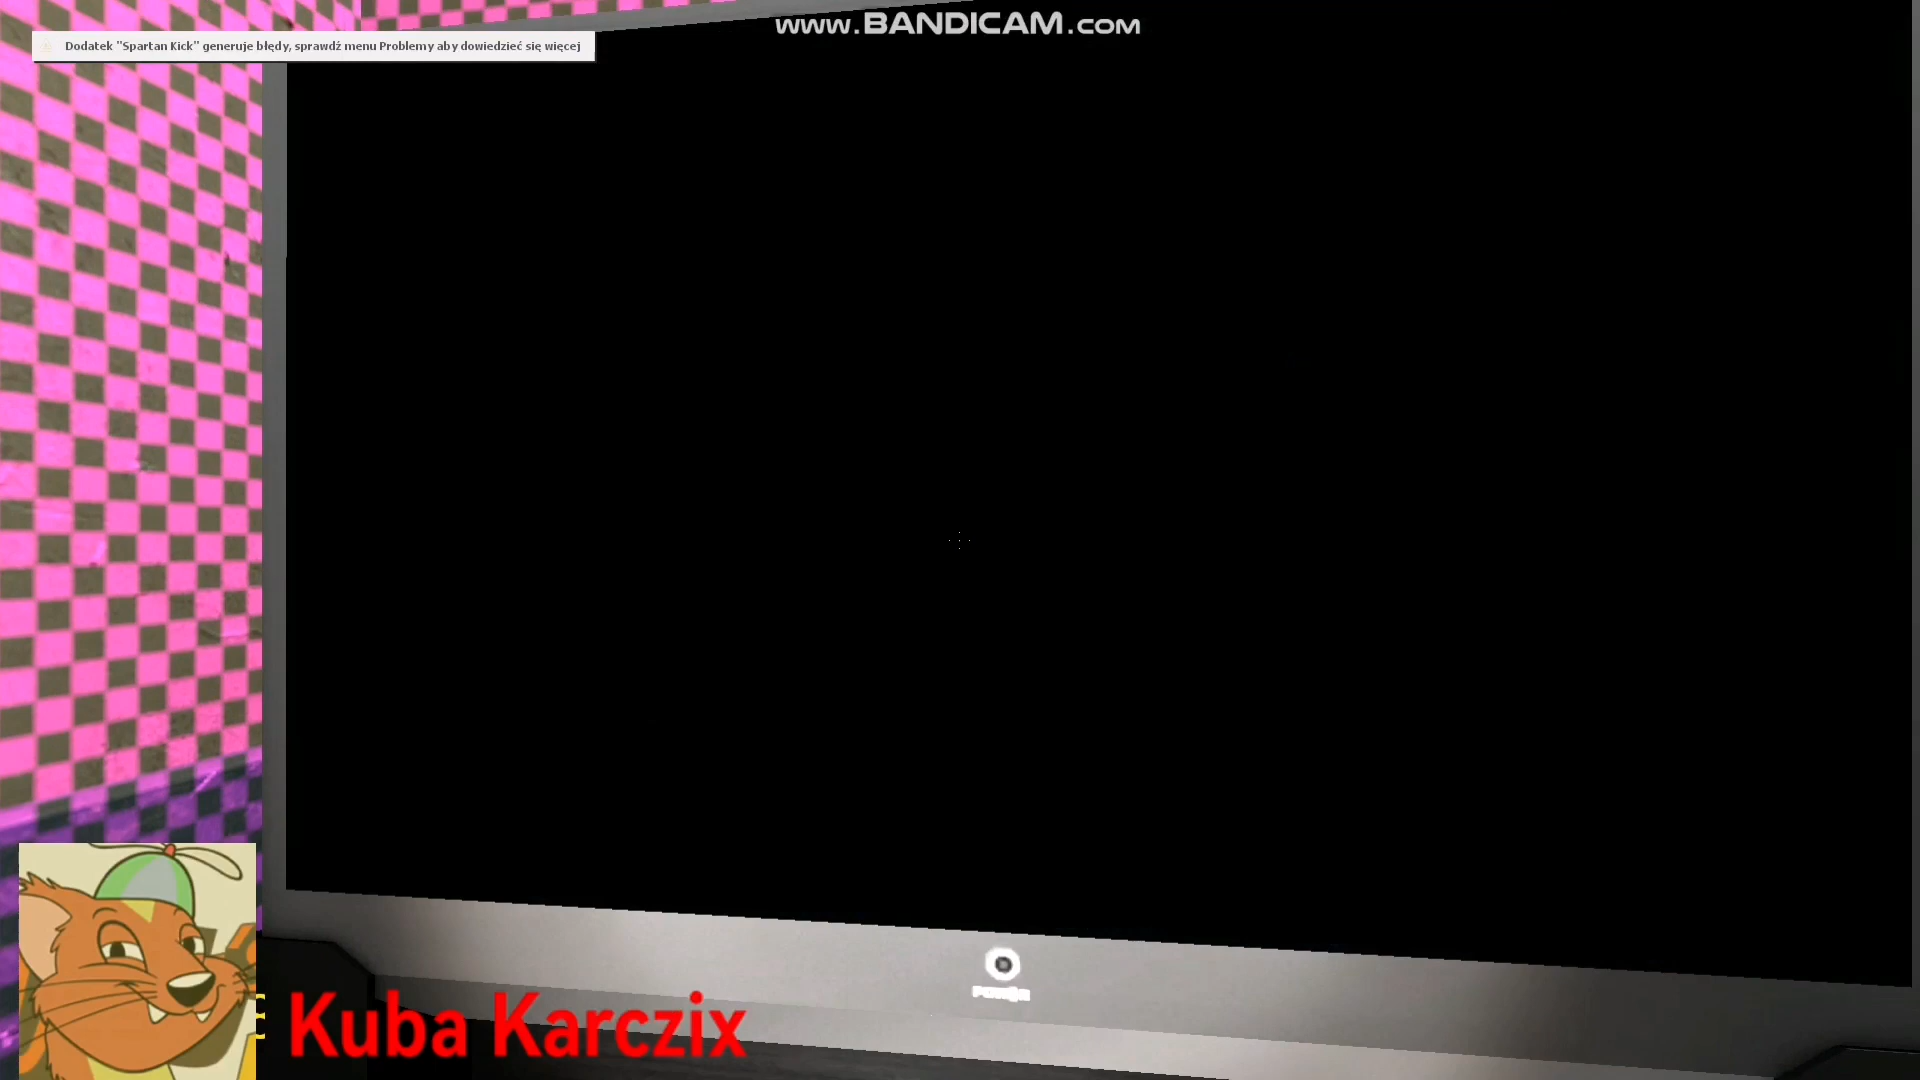 www.BANDICAM.com
Dodatek "Spartan Kick" generuje błędy, sprawdź menu Problemy aby dowiedzieć się więcej
Kuba Karczix